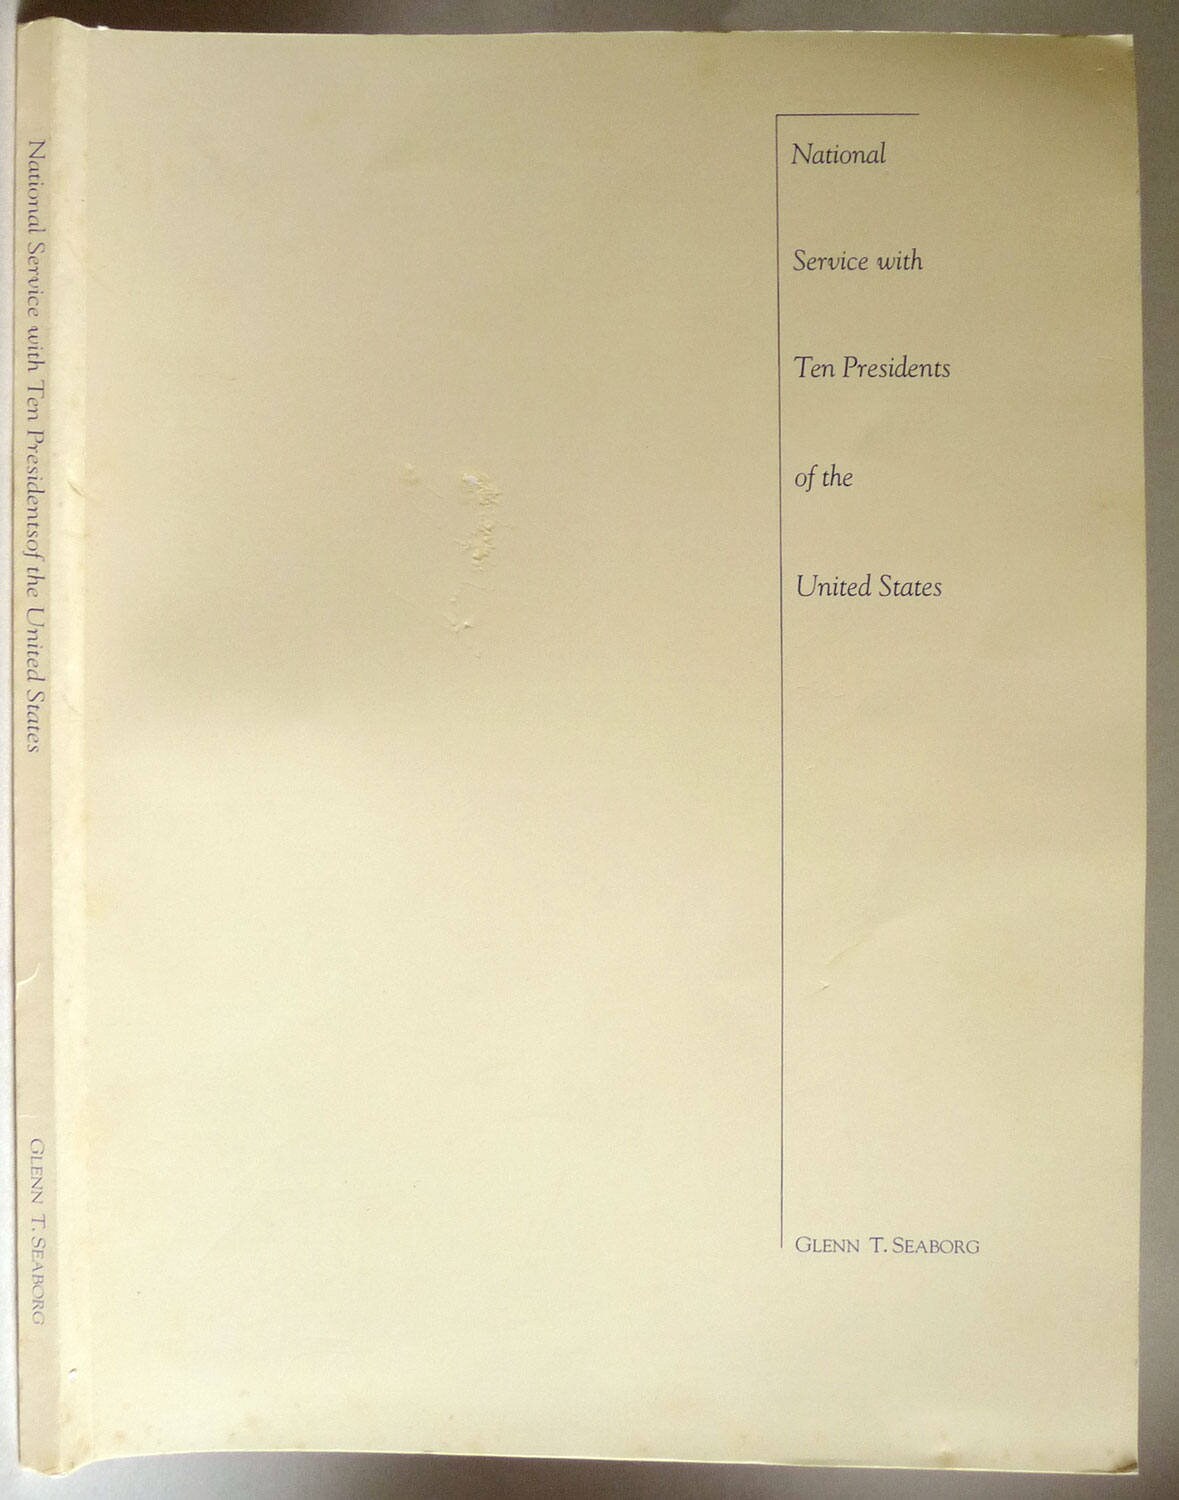 National Service with Ten Presidentsof the United States
GLENN T. SEABORG
National
Service with
Ten Presidents
of the
United States
GLENN T. SEABORG